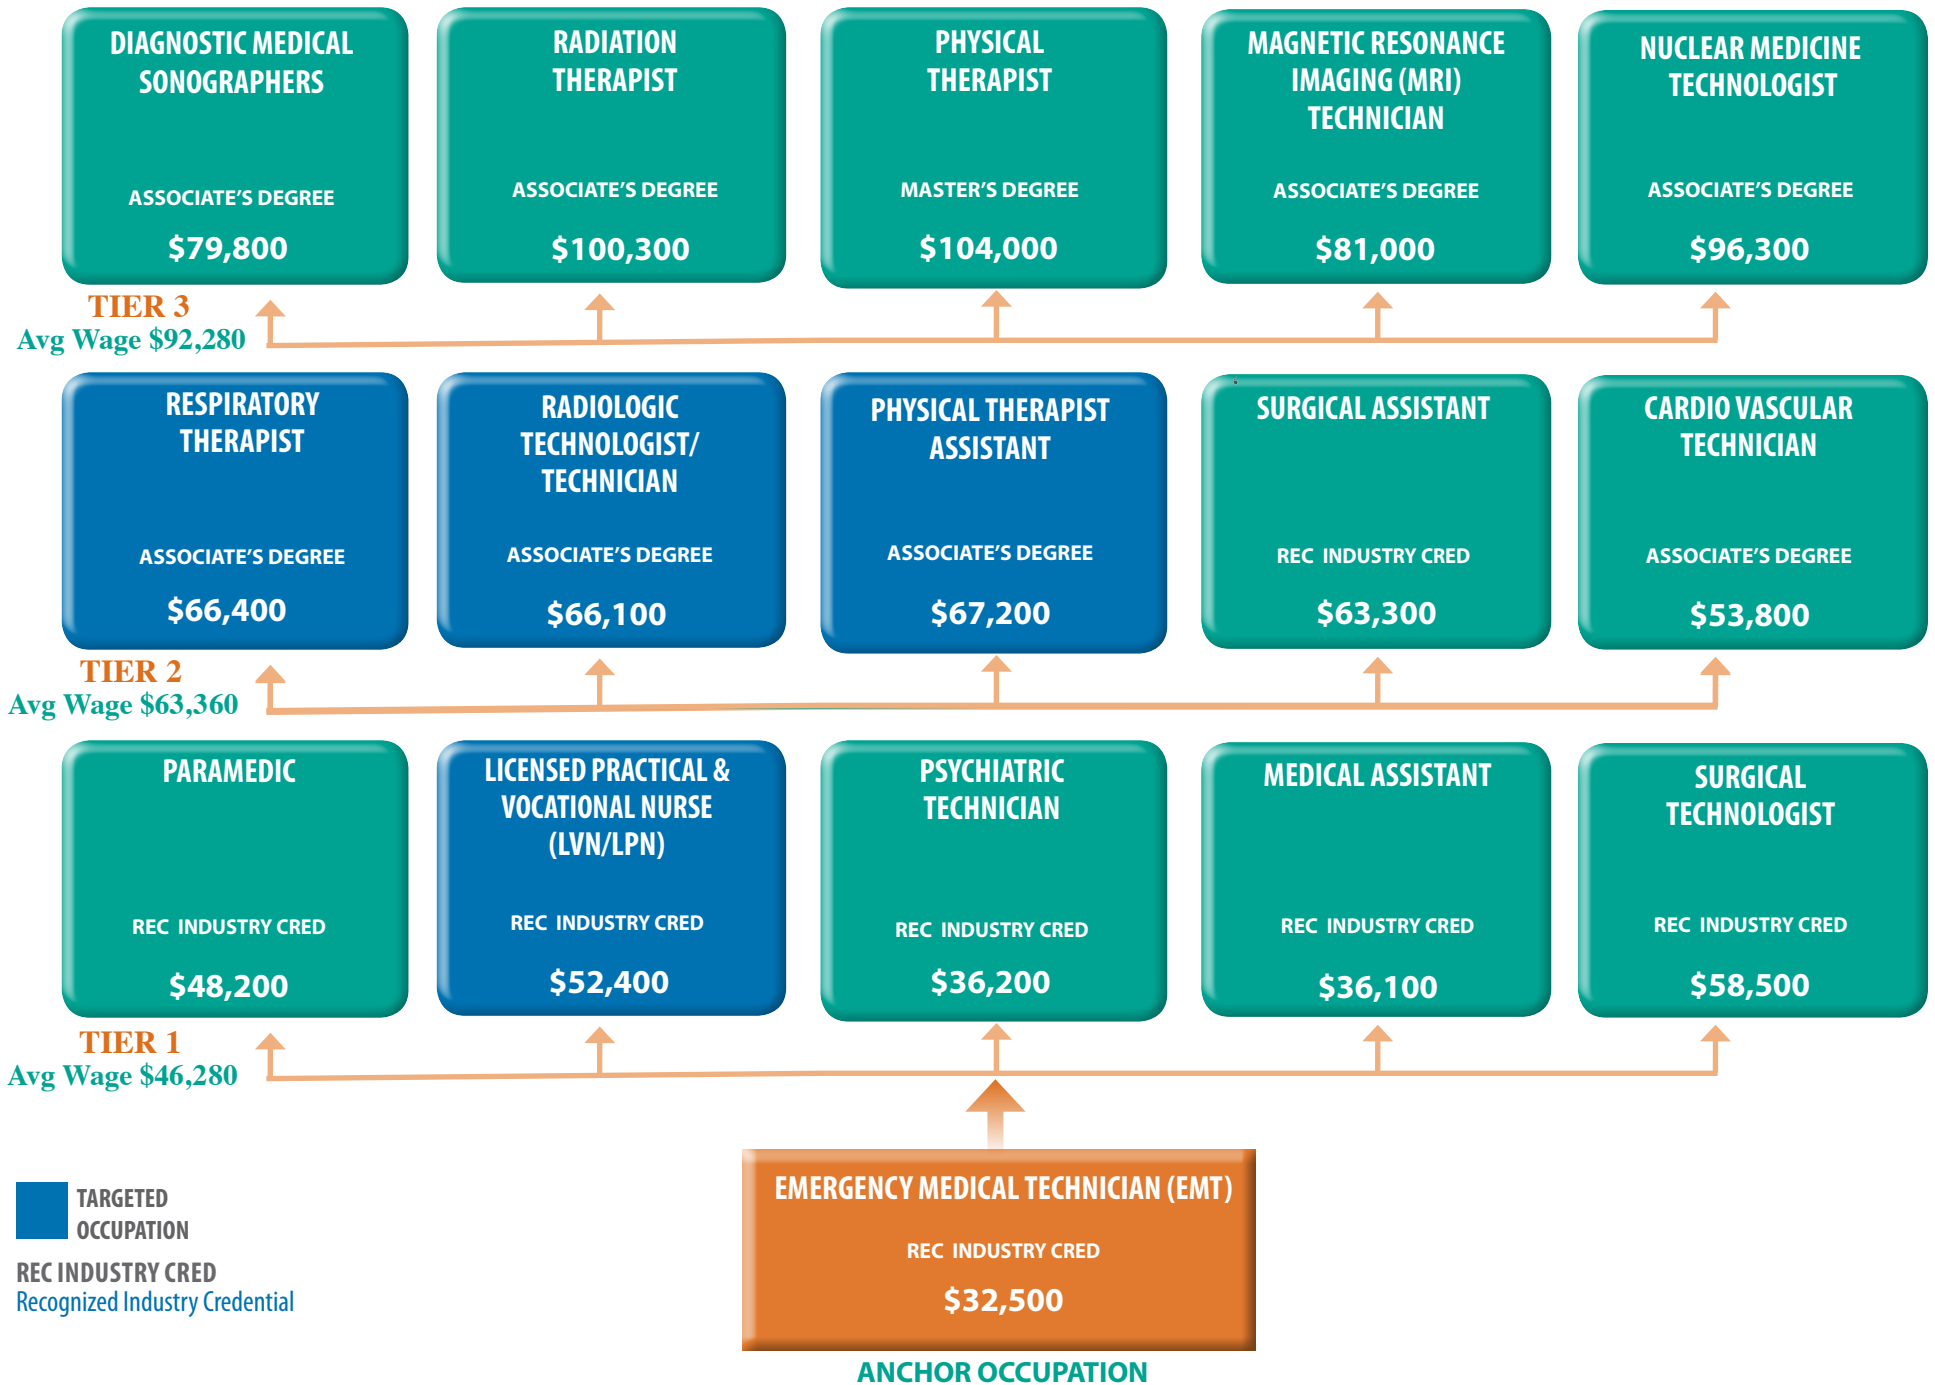 DIAGNOSTIC MEDICAL
SONOGRAPHERS
ASSOCIATE'S DEGREE
$79,800
RADIATION
THERAPIST
ASSOCIATE'S DEGREE
$100,300
PHYSICAL
THERAPIST
MASTER'S DEGREE
$104,000
MAGNETIC RESONANCE
IMAGING (MRI)
TECHNICIAN
ASSOCIATE'S DEGREE
$81,000
NUCLEAR MEDICINE
TECHNOLOGIST
ASSOCIATE'S DEGREE
$96,300
TIER 3
Avg Wage $92,280
RESPIRATORY
THERAPIST
ASSOCIATE'S DEGREE
$66,400
RADIOLOGIC
TECHNOLOGIST/
TECHNICIAN
ASSOCIATE'S DEGREE
$66,100
PHYSICAL THERAPIST
ASSISTANT
ASSOCIATE'S DEGREE
$67,200
SURGICAL ASSISTANT
REC INDUSTRY CRED
$63,300
CARDIO VASCULAR
TECHNICIAN
ASSOCIATE'S DEGREE
$53,800
TIER 2
Avg Wage $63,360
PARAMEDIC
REC INDUSTRY CRED
$48,200
LICENSED PRACTICAL &
VOCATIONAL NURSE
(LVN/LPN)
REC INDUSTRY CRED
$52,400
PSYCHIATRIC
TECHNICIAN
REC INDUSTRY CRED
$36,200
MEDICAL ASSISTANT
REC INDUSTRY CRED
$36,100
SURGICAL
TECHNOLOGIST
REC INDUSTRY CRED
$58,500
TIER 1
Avg Wage $46,280
EMERGENCY MEDICAL TECHNICIAN (EMT)
REC INDUSTRY CRED
$32,500
ANCHOR OCCUPATION
TARGETED
OCCUPATION
REC INDUSTRY CRED
Recognized Industry Credential